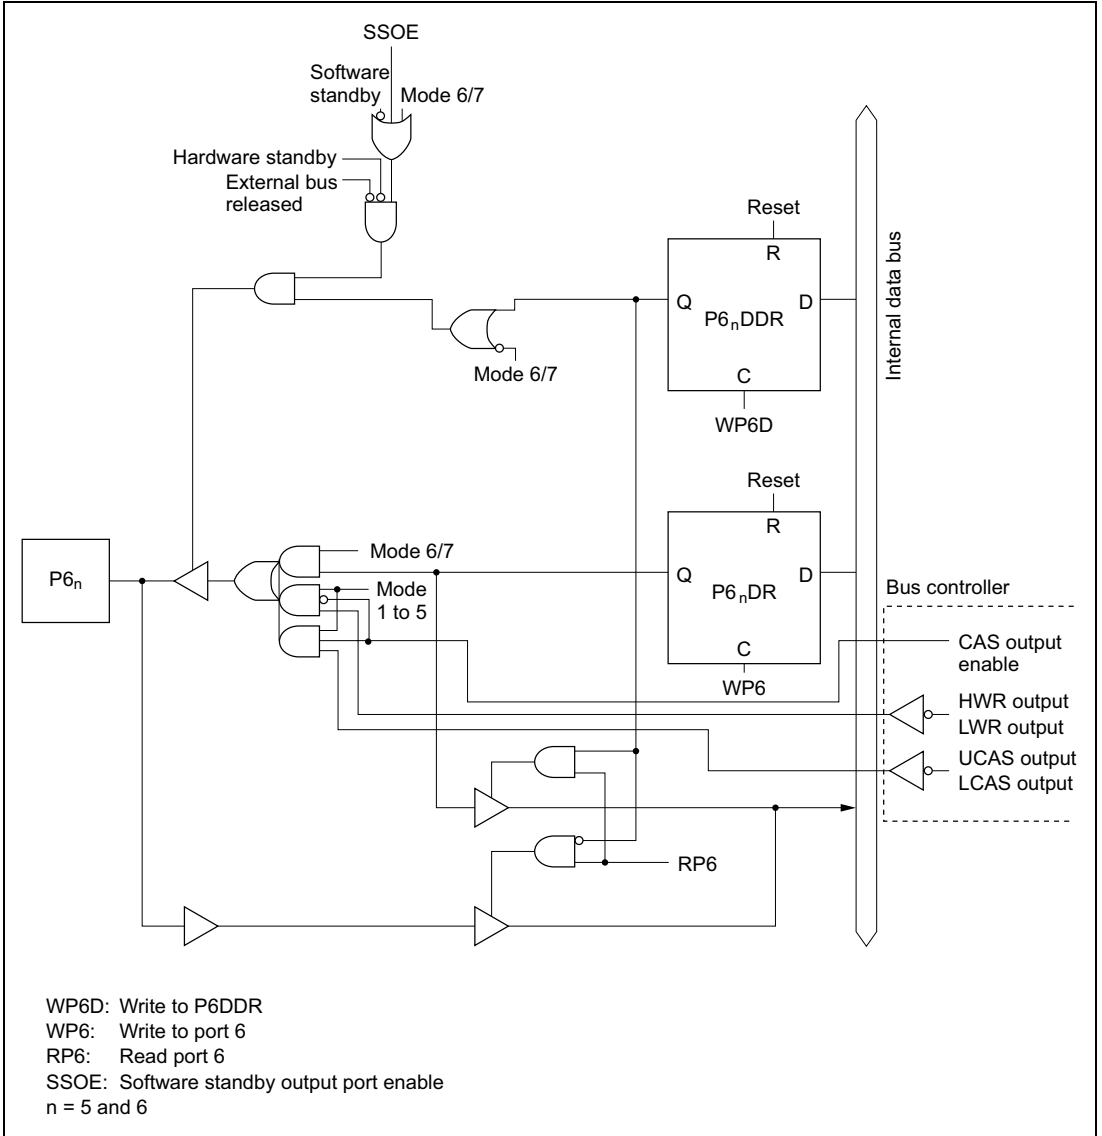 SSOE
Software
standby
Mode 6/7
Hardware standby
External bus
released
Reset
R
Q
P6nDDR
D
C
WP6D
Mode 6/7
Internal data bus
Reset
R
Q
P6nDR
D
C
WP6
P6n
Mode 6/7
Mode
1 to 5
Bus controller
CAS output
enable
HWR output
LWR output
UCAS output
LCAS output
RP6
WP6D: Write to P6DDR
WP6: Write to port 6
RP6: Read port 6
SSOE: Software standby output port enable
n = 5 and 6